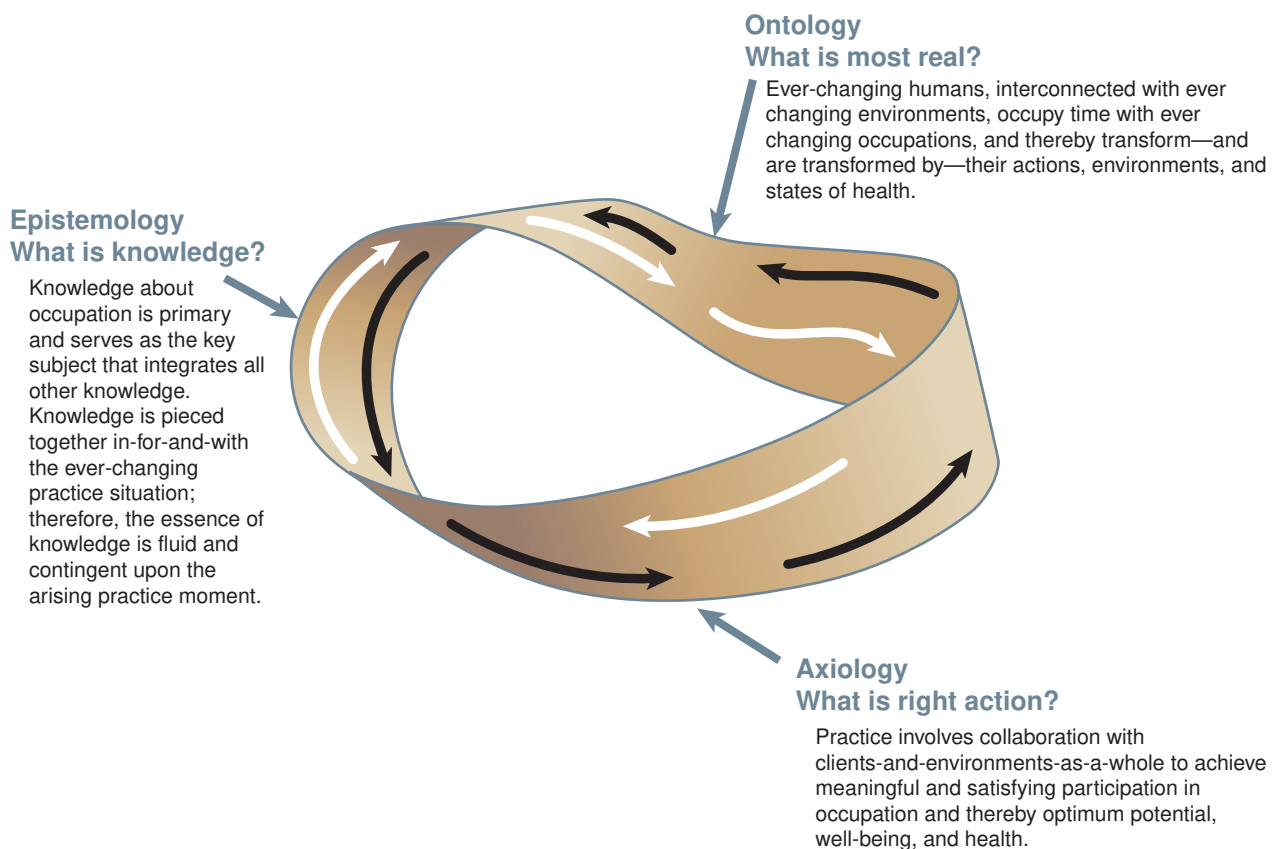 Ontology
What is most real?
Ever-changing humans, interconnected with ever
changing environments, occupy time with ever
changing occupations, and thereby transform—and
are transformed by—their actions, environments, and
states of health.
Epistemology
What is knowledge?
Knowledge about
occupation is primary
and serves as the key
subject that integrates all
other knowledge.
Knowledge is pieced
together in-for-and-with
the ever-changing
practice situation;
therefore, the essence of
knowledge is fluid and
contingent upon the
arising practice moment.
Axiology
What is right action?
Practice involves collaboration with
clients-and-environments-as-a-whole to achieve
meaningful and satisfying participation in
occupation and thereby optimum potential,
well-being, and health.